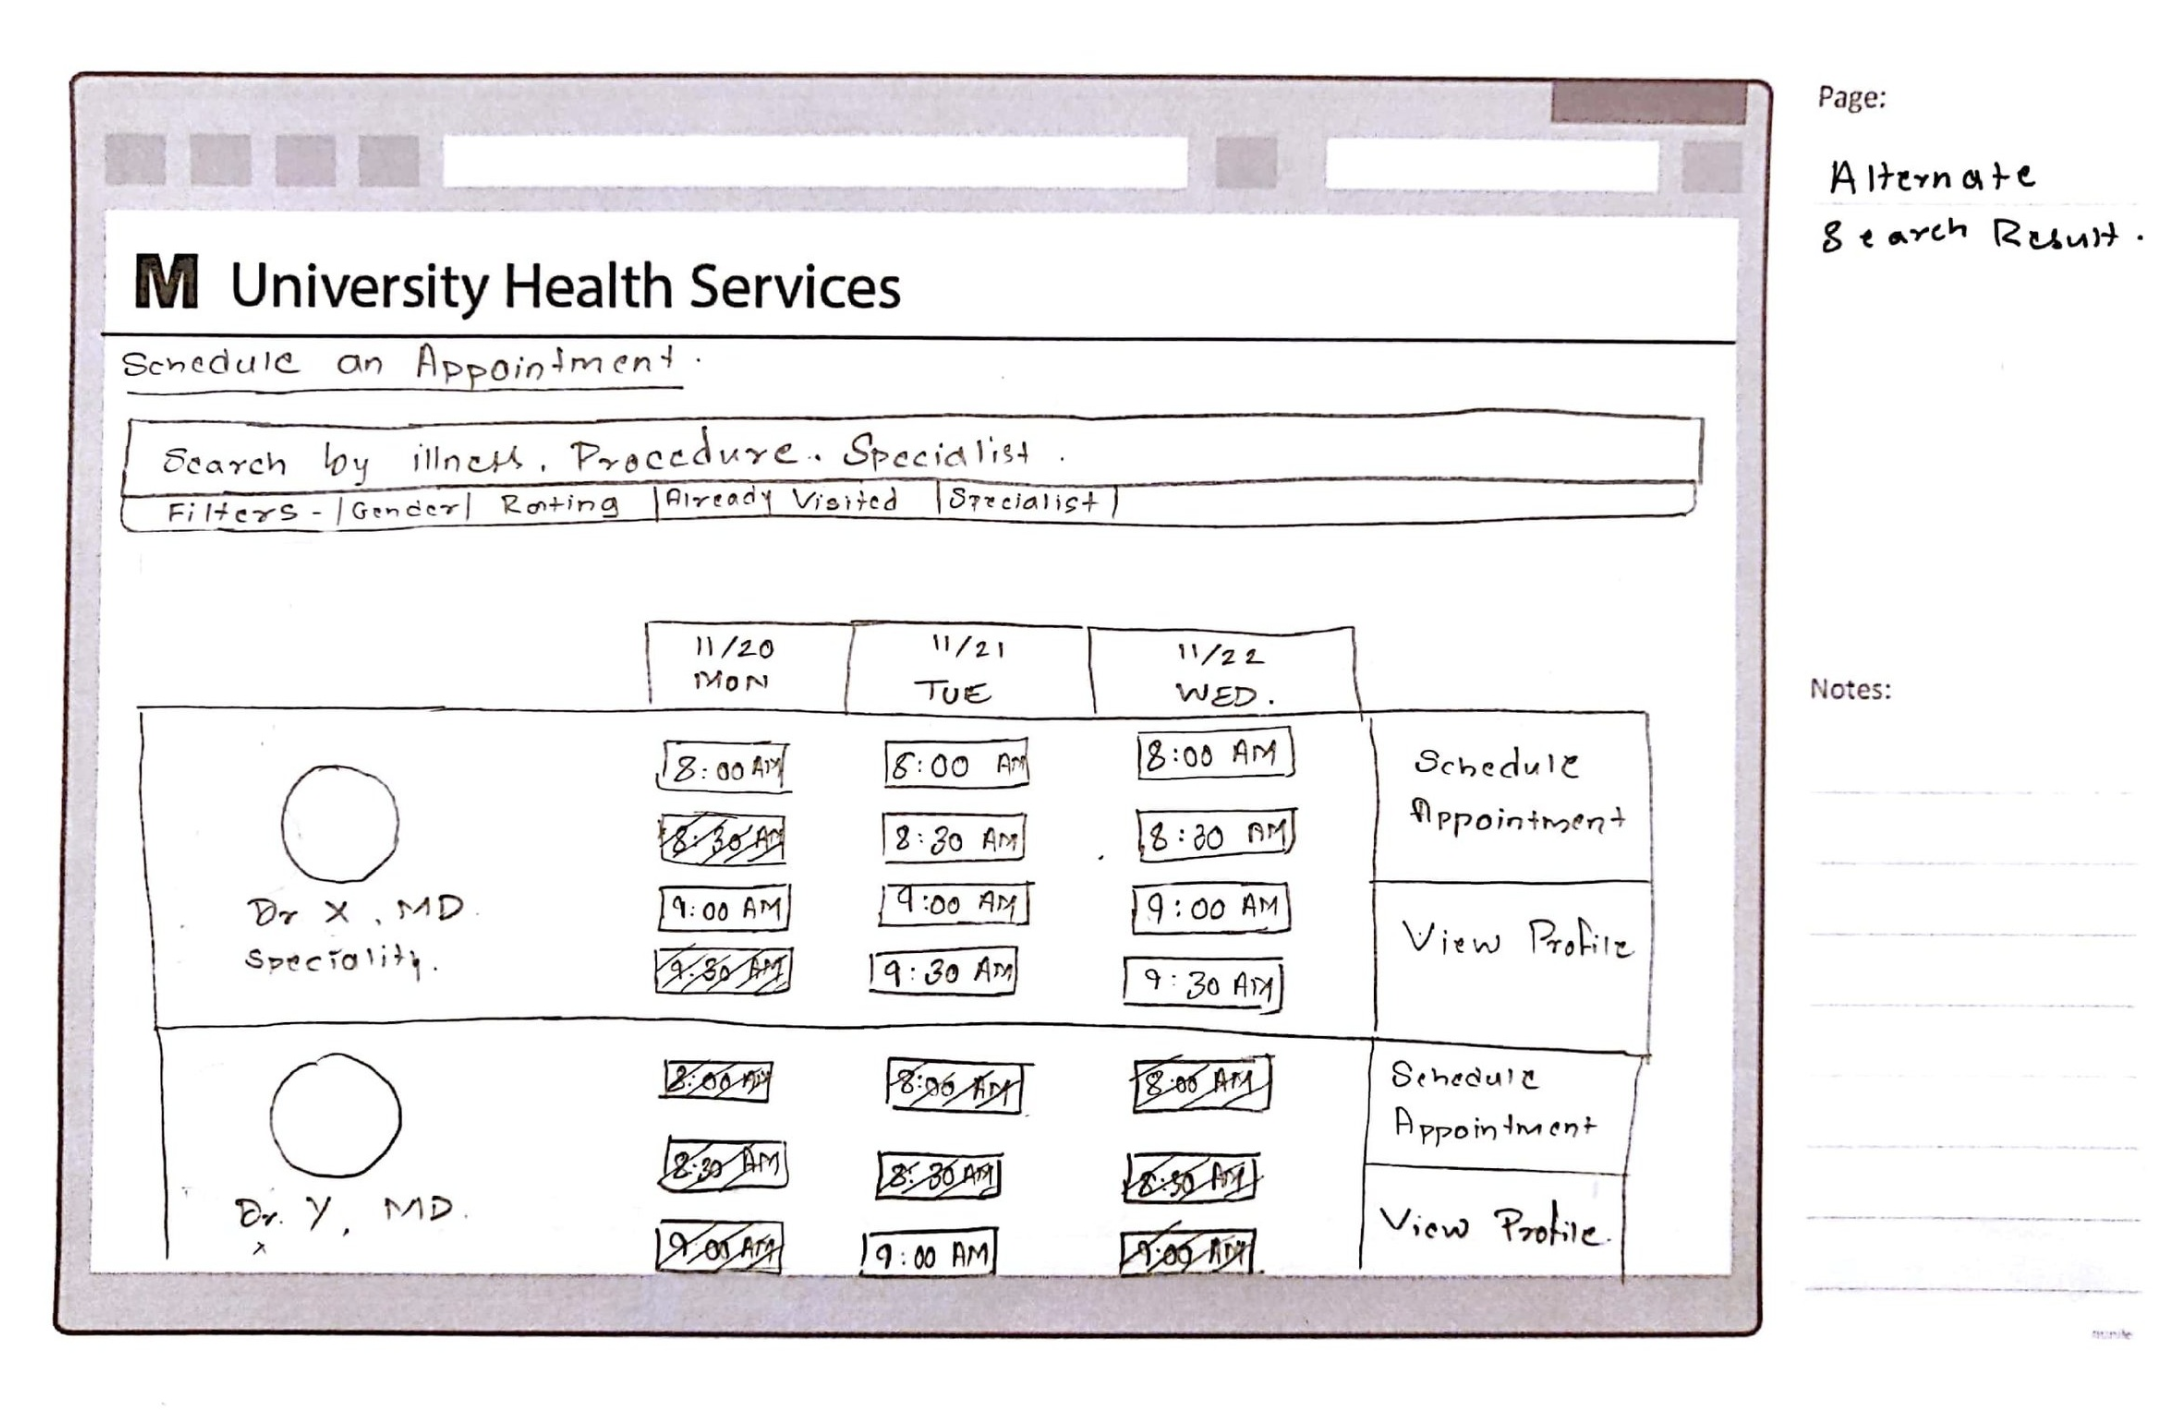 Page:
Alternate
Search Result.
M University Health Services
Schedule an Appointment.
Search by illness, Procedure. Specialist.
Filters - | Gender | Rating | Already Visited | Specialist |
11/20 11/21 11/22
MON TUE WED.
Notes:
8:00 AM 8:00 AM 8:00 AM Schedule
8:30 AM 8:30 AM 8:30 AM Appointment
Dr X, MD. 9:00 AM 9:00 AM 9:00 AM View Profile
Speciality. 9:30 AM 9:30 AM 9:30 AM
8:00 AM 8:00 AM 8:00 AM Schedule
Appointment
8:30 AM 8:30 AM 8:30 AM
Dr. Y, MD. View Profile.
9:00 AM 9:00 AM 9:00 AM